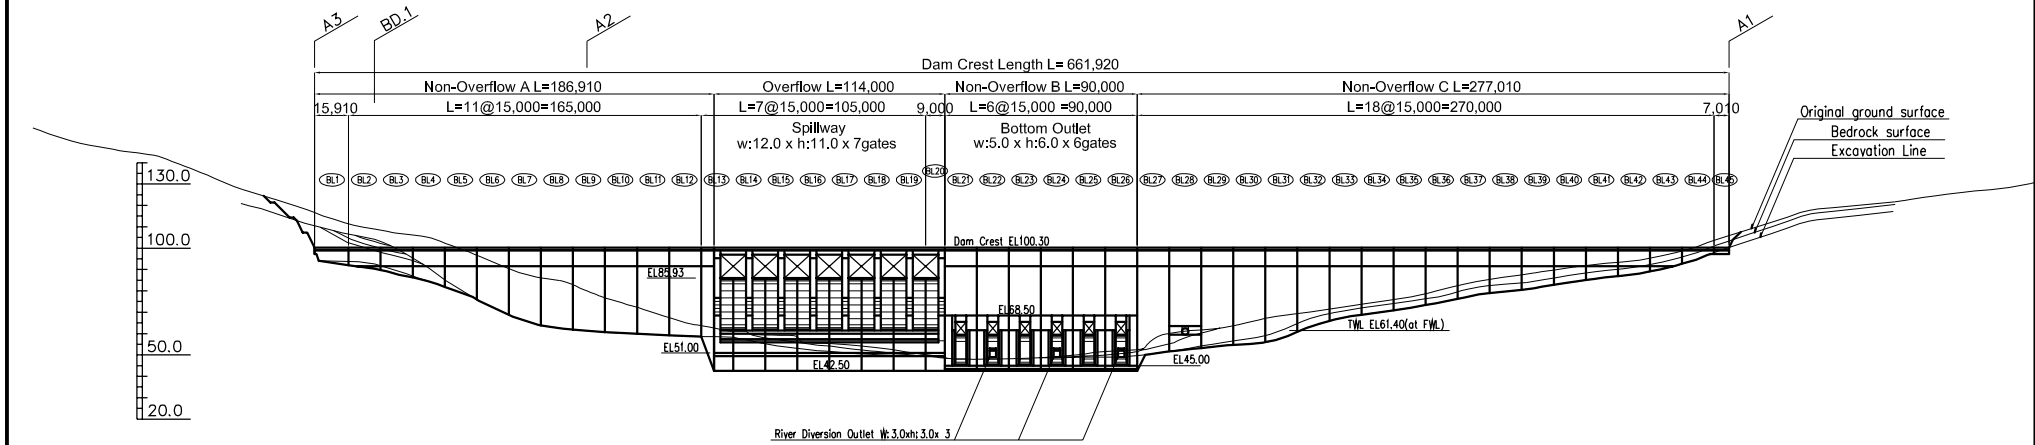 A3
BD.1
A2
A1
Dam Crest Length L= 661,920
Non-Overflow A L=186,910
Overflow L=114,000
Non-Overflow B L=90,000
Non-Overflow C L=277,010
15,910
L=11@15,000=165,000
L=7@15,000=105,000
9,000
L=6@15,000 =90,000
L=18@15,000=270,000
7,010
Spillway
w:12.0 x h:11.0 x 7gates
Bottom Outlet
w:5.0 x h:6.0 x 6gates
Original ground surface
Bedrock surface
Excavation Line
BL1 BL2 BL3 BL4 BL5 BL6 BL7 BL8 BL9 BL10 BL11 BL12 BL13 BL14 BL15 BL16 BL17 BL18 BL19 BL20 BL21 BL22 BL23 BL24 BL25 BL26 BL27 BL28 BL29 BL30 BL31 BL32 BL33 BL34 BL35 BL36 BL37 BL38 BL39 BL40 BL41 BL42 BL43 BL44 BL45
130.0
100.0
50.0
20.0
Dam Crest EL100.30
EL85.93
EL68.50
TWL EL61.40(at FWL)
EL51.00
EL45.00
EL42.50
River Diversion Outlet W:3.0xh:3.0x 3